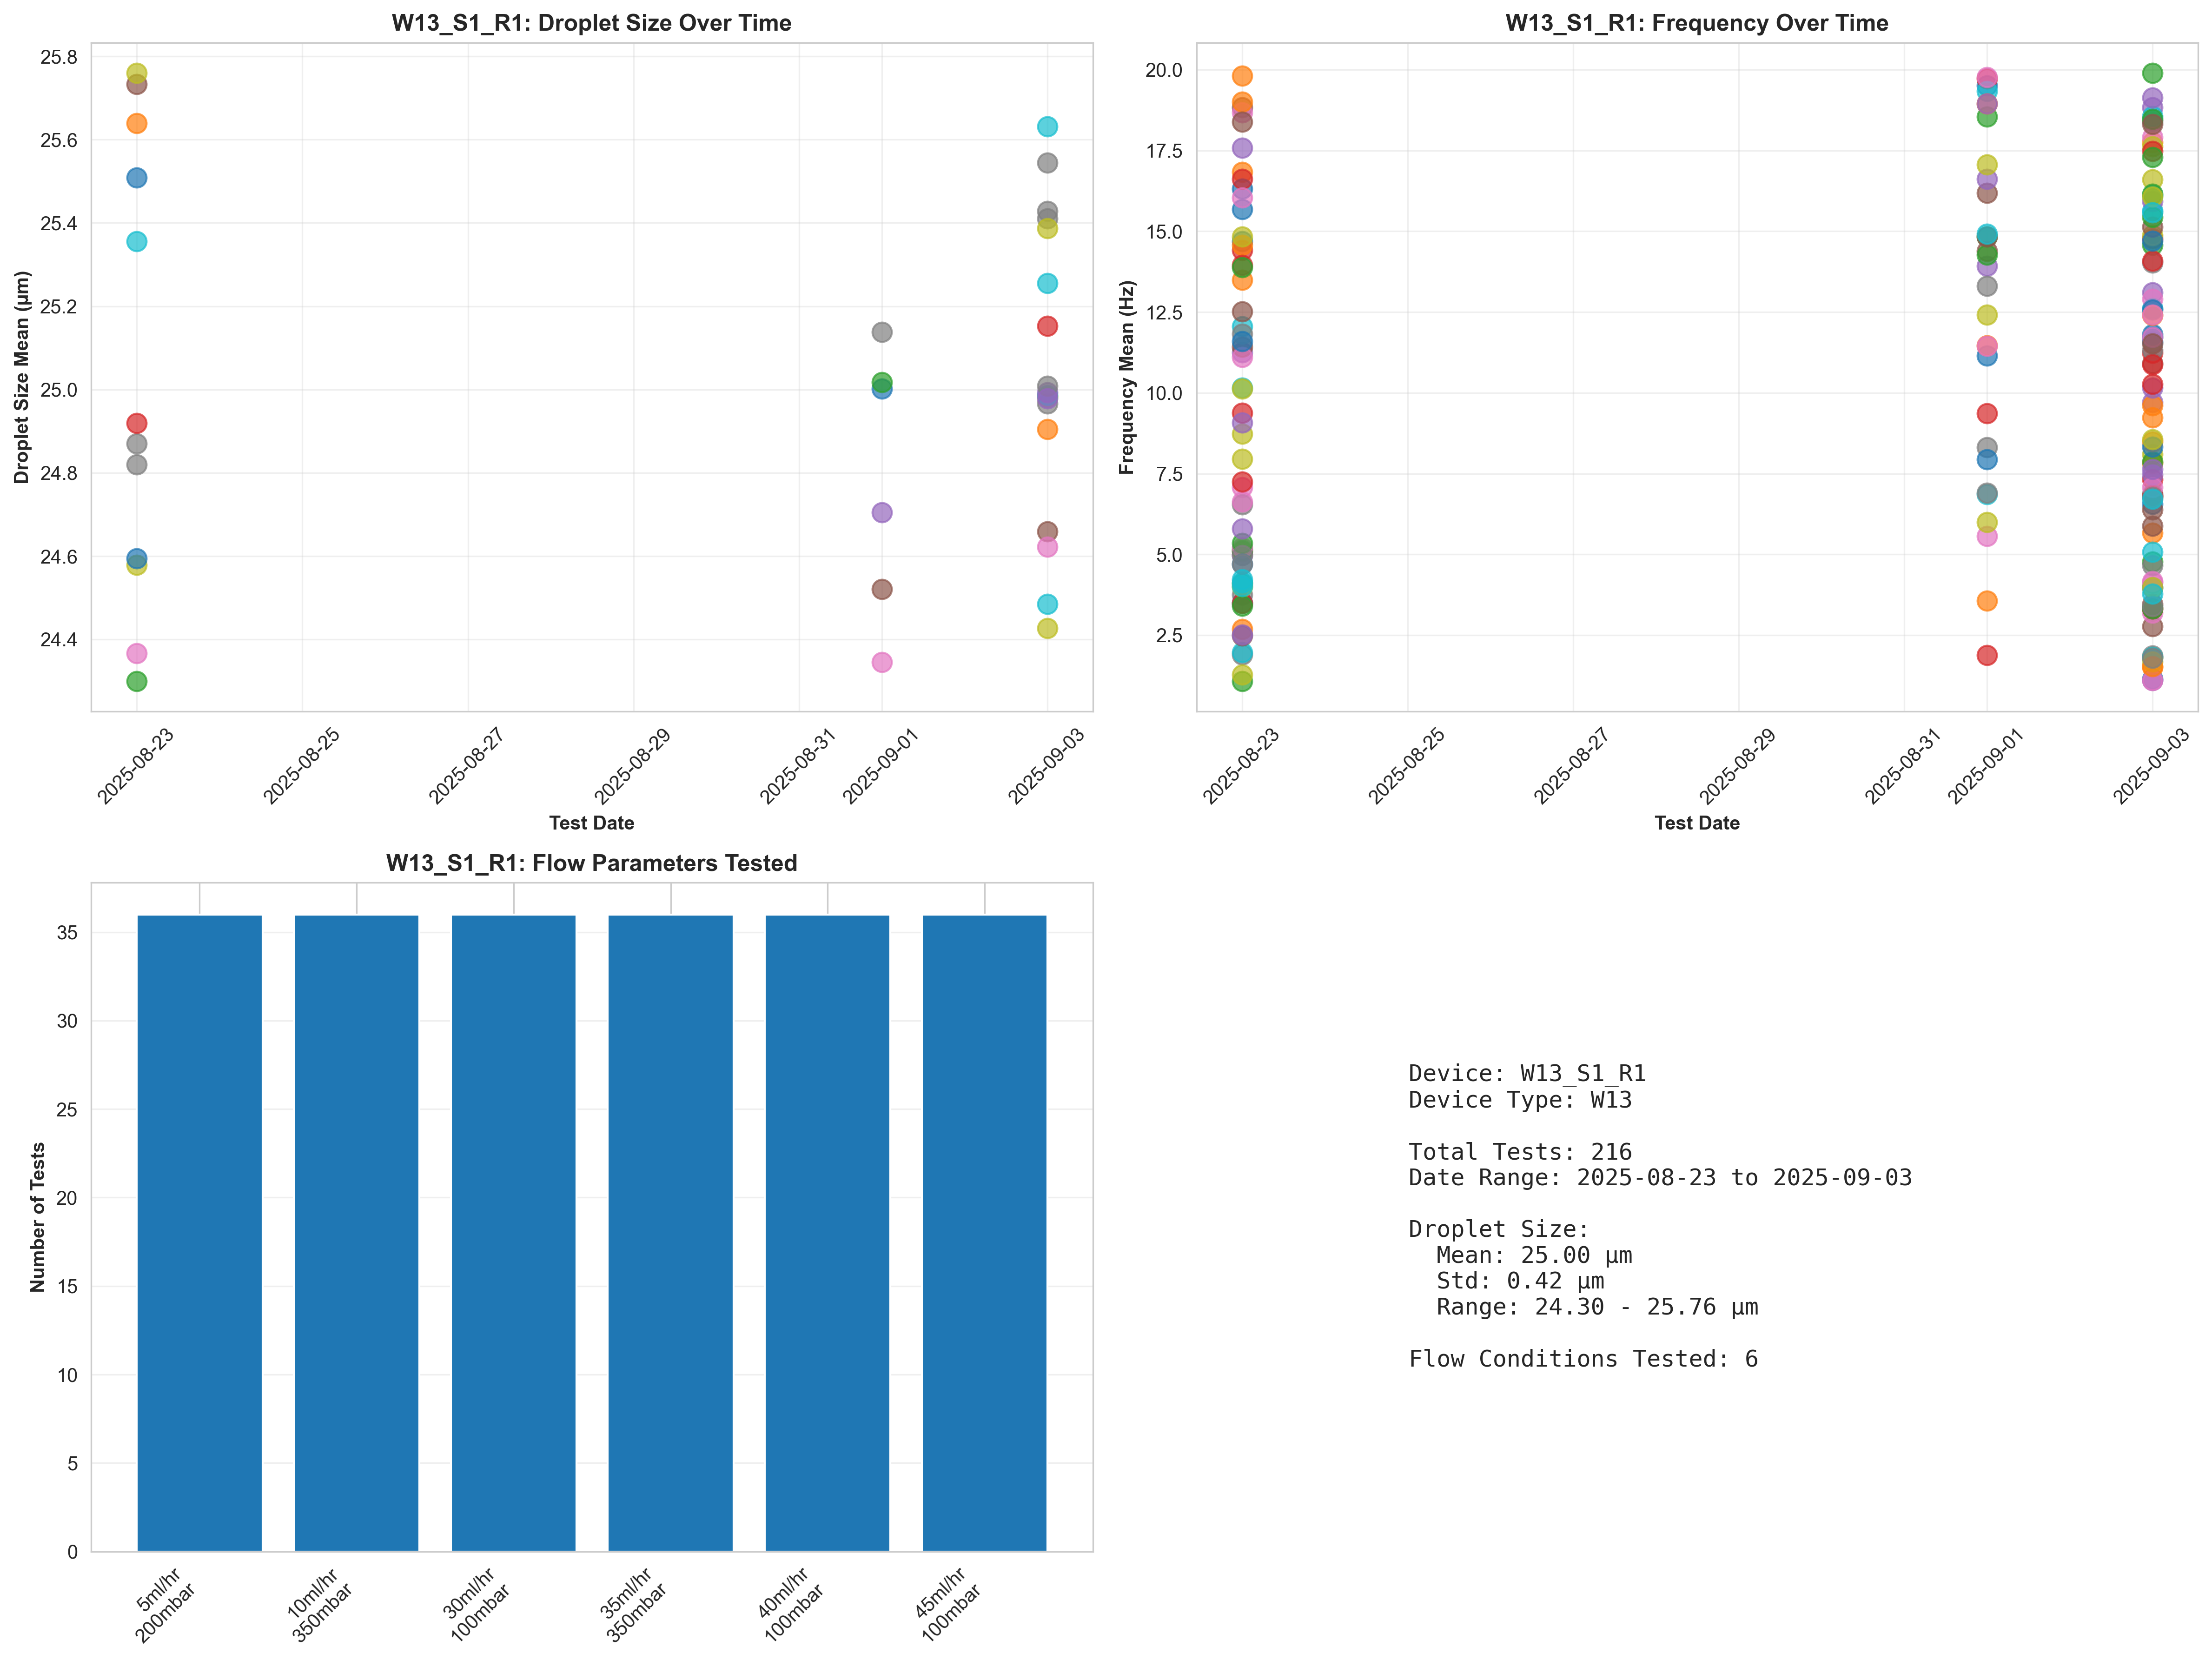 W13_S1_R1: Droplet Size Over Time
Droplet Size Mean (µm)
25.8
25.6
25.4
25.2
25.0
24.8
24.6
24.4
2025-08-23
2025-08-25
2025-08-27
2025-08-29
2025-08-31
2025-09-01
2025-09-03
Test Date
W13_S1_R1: Frequency Over Time
Frequency Mean (Hz)
20.0
17.5
15.0
12.5
10.0
7.5
5.0
2.5
2025-08-23
2025-08-25
2025-08-27
2025-08-29
2025-08-31
2025-09-01
2025-09-03
Test Date
W13_S1_R1: Flow Parameters Tested
Number of Tests
35
30
25
20
15
10
5
0
5ml/hr
200mbar
10ml/hr
350mbar
30ml/hr
100mbar
35ml/hr
350mbar
40ml/hr
100mbar
45ml/hr
100mbar
Device: W13_S1_R1
Device Type: W13
Total Tests: 216
Date Range: 2025-08-23 to 2025-09-03
Droplet Size:
Mean: 25.00 µm
Std: 0.42 µm
Range: 24.30 - 25.76 µm
Flow Conditions Tested: 6